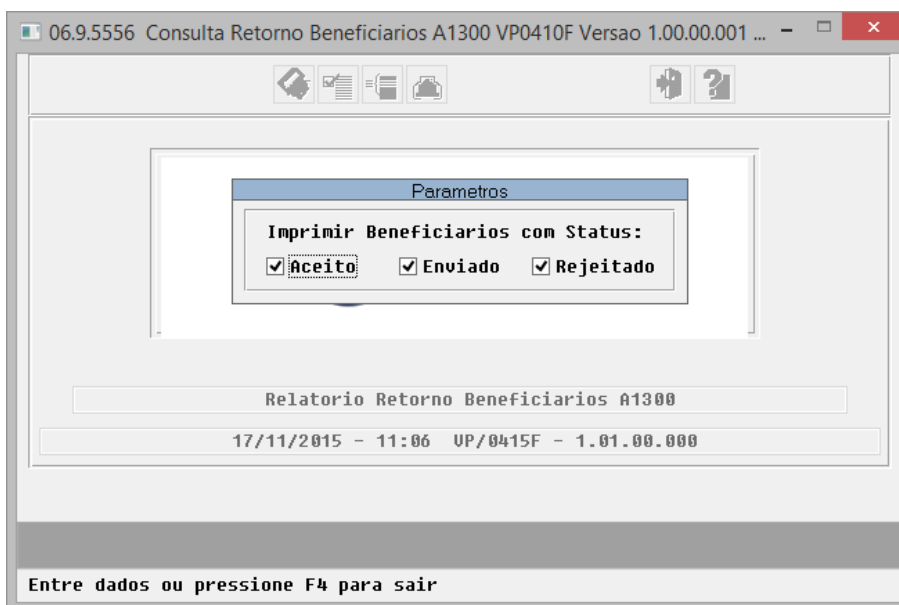 06.9.5556 Consulta Retorno Beneficiarios A1300 VP0410F Versao 1.00.00.001 ...
Parametros
Imprimir Beneficiarios com Status:
Aceito Enviado Rejeitado
Relatorio Retorno Beneficiarios A1300
17/11/2015 - 11:06 VP/0415F - 1.01.00.000
Entre dados ou pressione F4 para sair